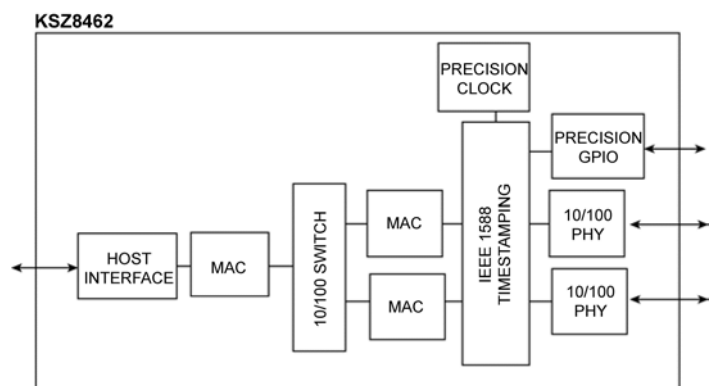 KSZ8462
PRECISION
CLOCK
PRECISION
GPIO
HOST
INTERFACE
MAC
10/100 SWITCH
MAC
MAC
IEEE 1588
TIMESTAMPING
10/100
PHY
10/100
PHY